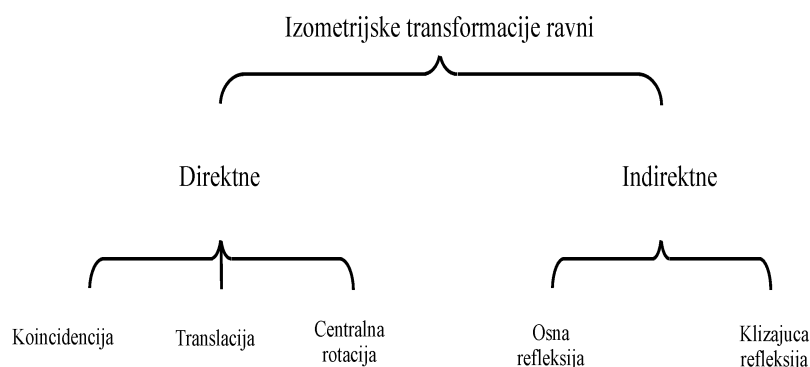 Izometrijske transformacije ravni
Direktne
Indirektne
Koincidencija
Translacija
Centralna
rotacija
Osna
refleksija
Klizajuca
refleksija